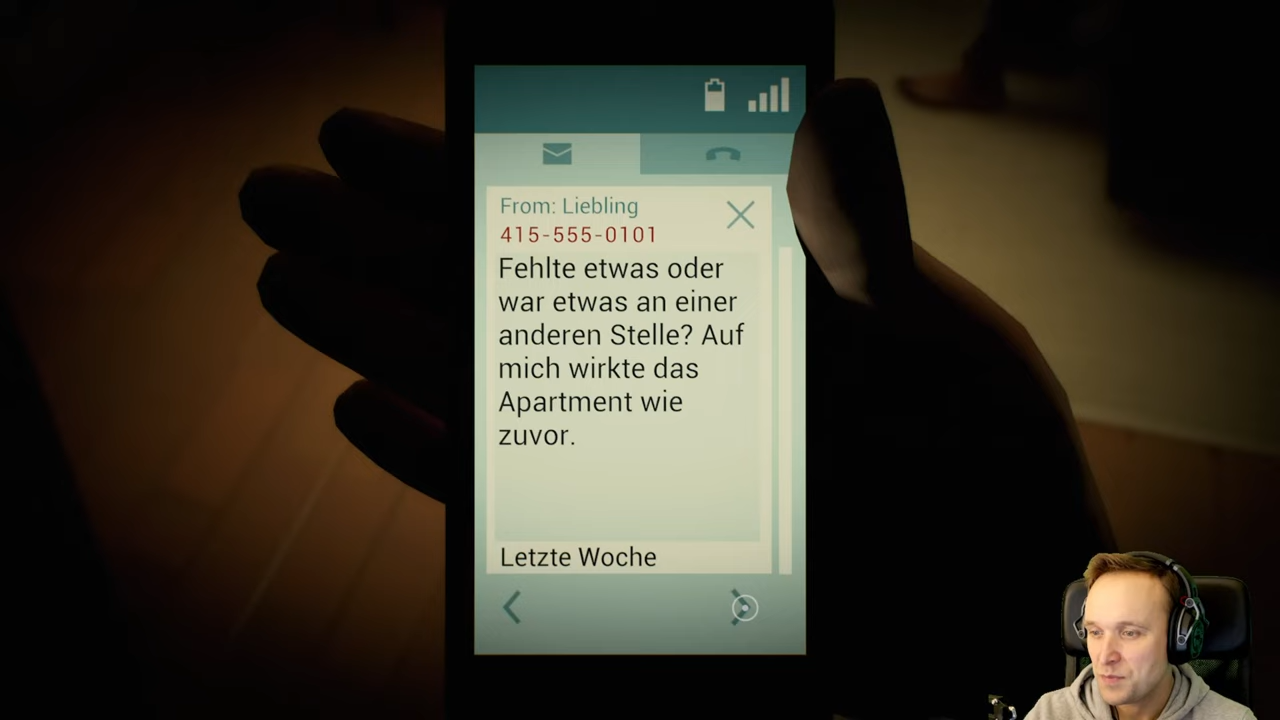 From: Liebling
415-555-0101
Fehlte etwas oder
war etwas an einer
anderen Stelle? Auf
mich wirkte das
Apartment wie
zuvor.
Letzte Woche